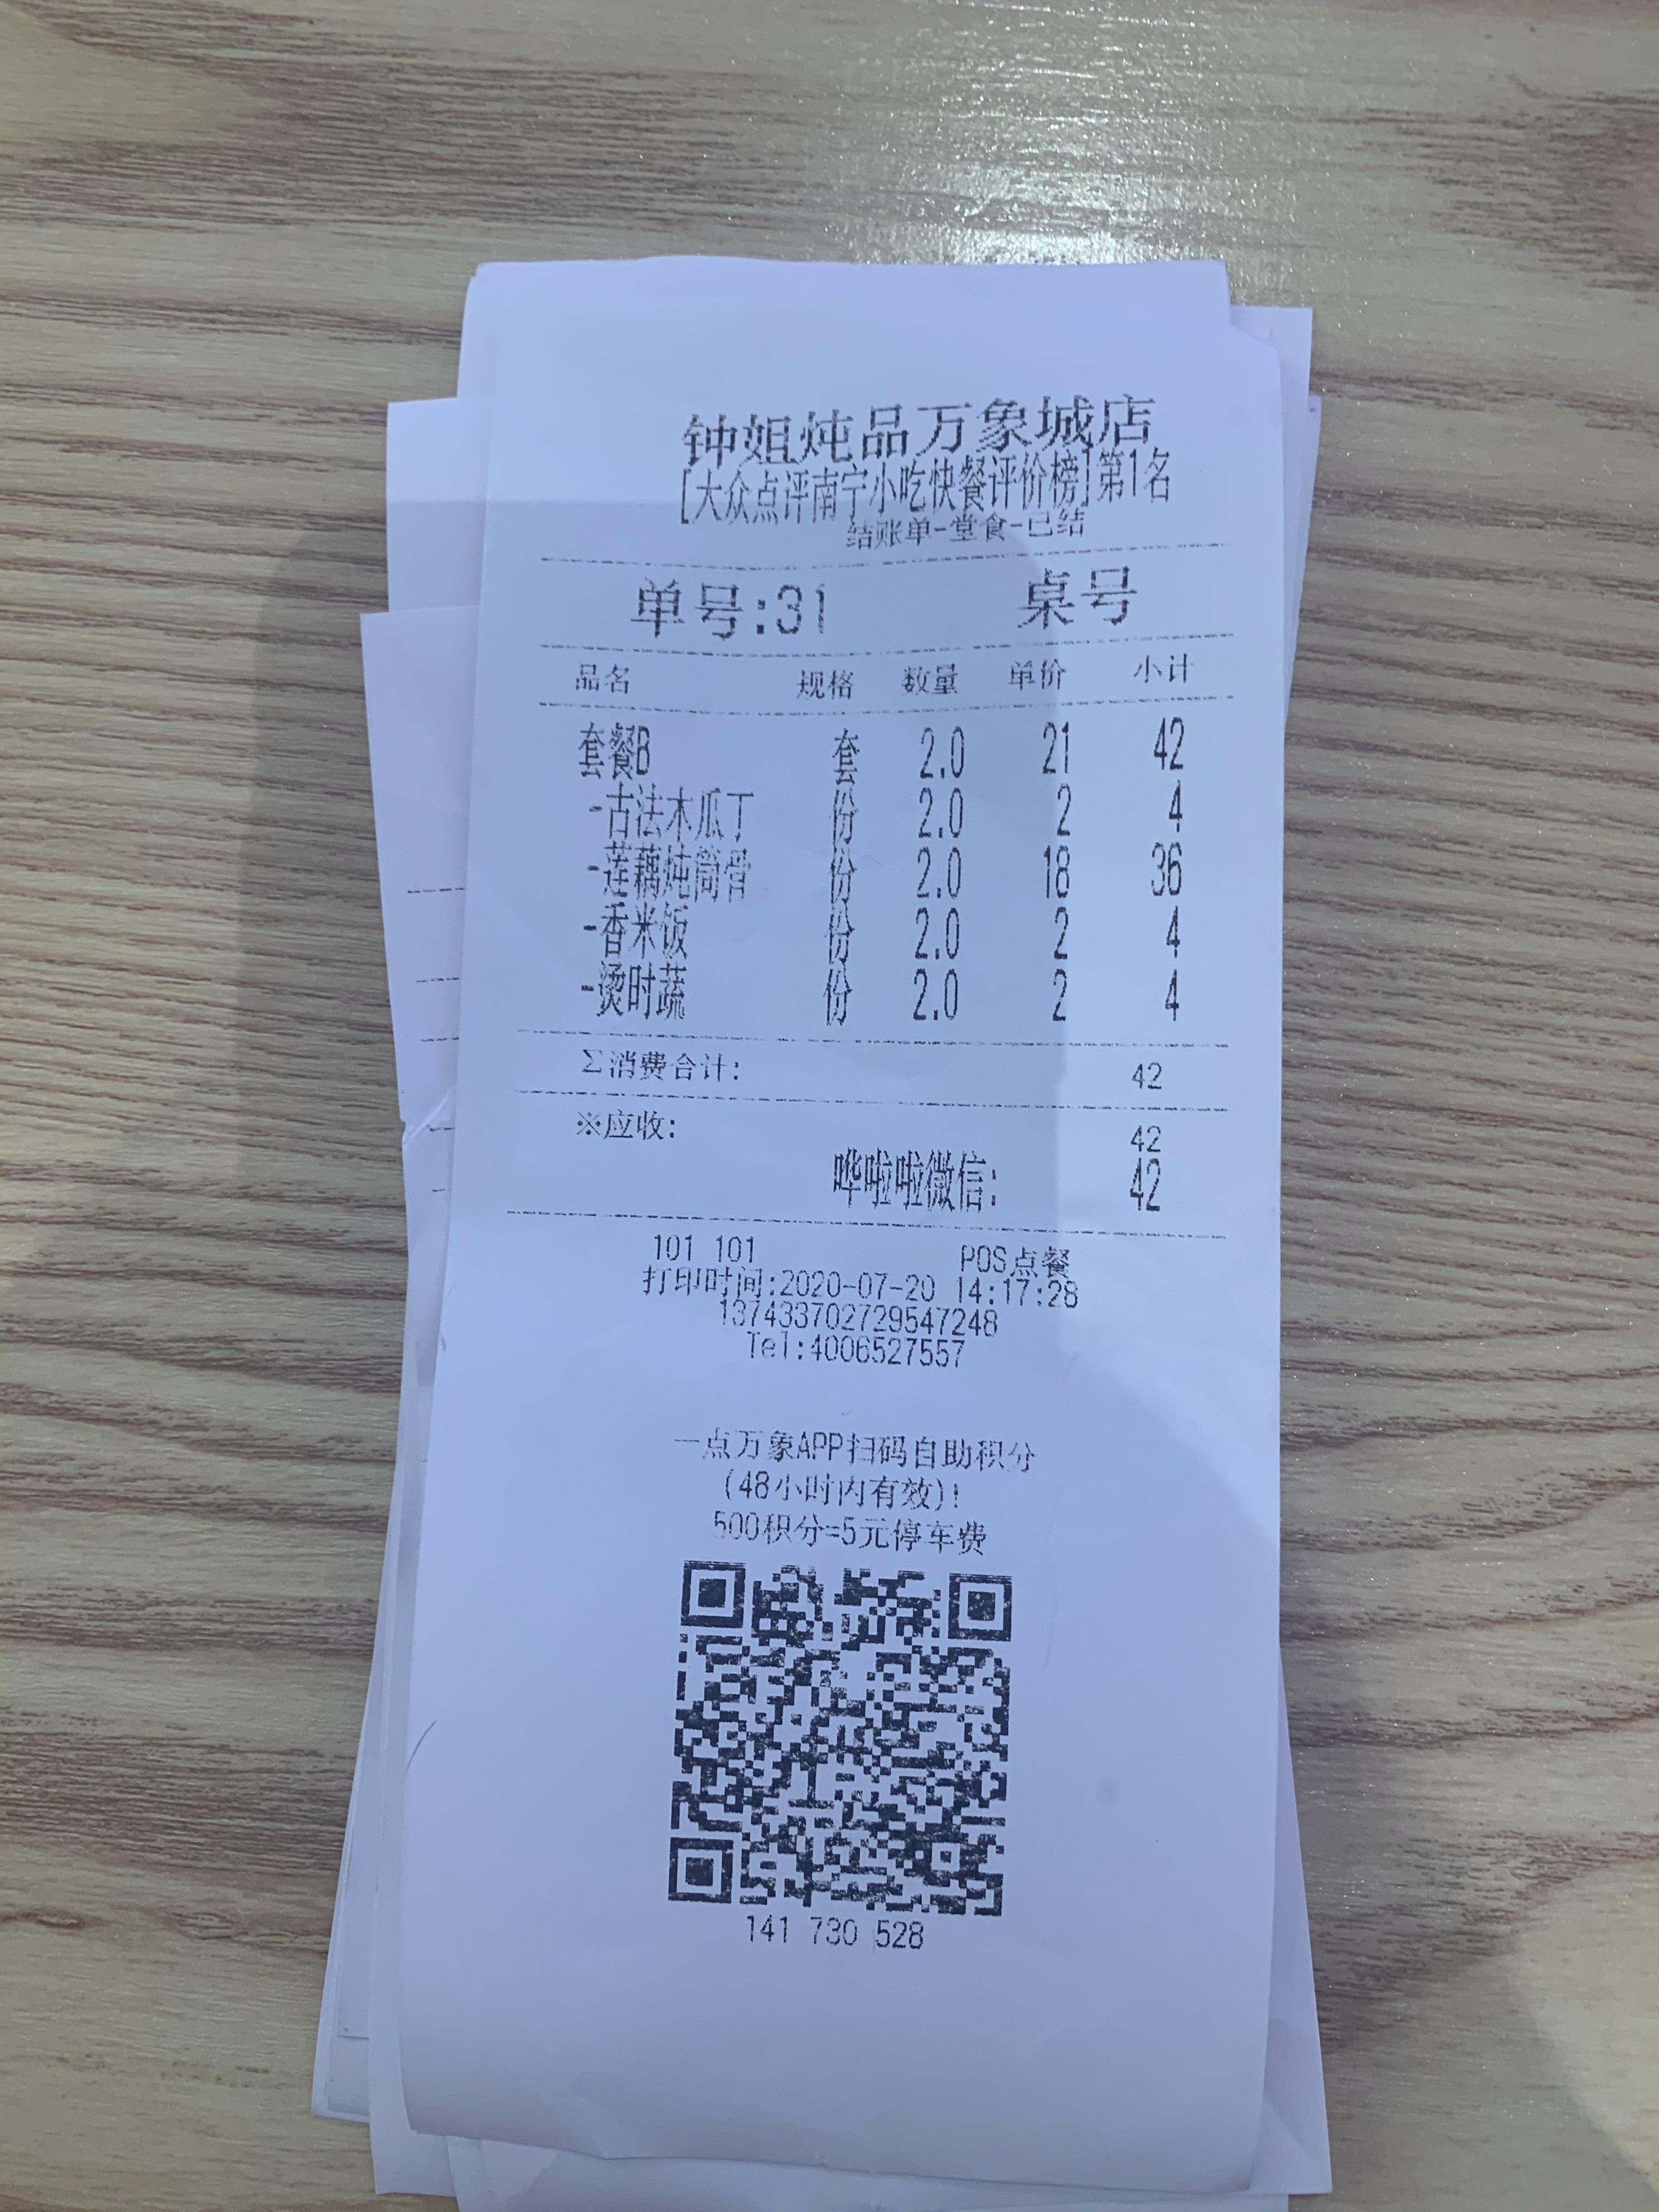 钟姐炖品万象城店
[大众点评南宁小吃快餐评价榜]第1名
结账单-堂食-已结
单号:31 桌号
品名 规格 数量 单价 小计
套餐B 套 2.0 21 42
-古法木瓜丁 份 2.0 2 4
-莲藕炖筒骨 份 2.0 18 36
-香米饭 份 2.0 2 4
-烫时蔬 份 2.0 2 4
Σ消费合计: 42
※应收: 42
哗啦啦微信: 42
101 101 POS点餐
打印时间:2020-07-20 14:17:28
137433702729547248
Tel:4006527557
一点万象APP扫码自助积分
(48小时内有效)!
500积分=5元停车费
141 730 528